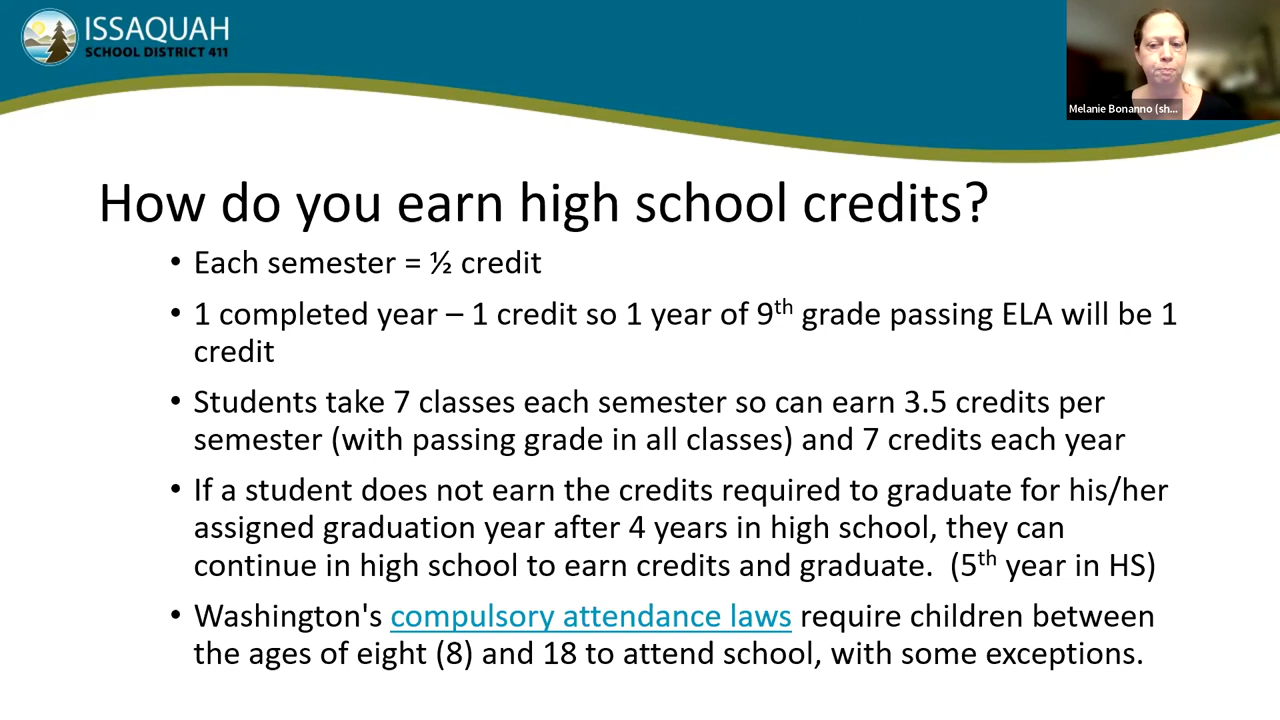 ISSAQUAH
SCHOOL DISTRICT 411
Melanie Bonanno (sh...
How do you earn high school credits?
• Each semester = ½ credit
• 1 completed year – 1 credit so 1 year of 9th grade passing ELA will be 1
credit
• Students take 7 classes each semester so can earn 3.5 credits per
semester (with passing grade in all classes) and 7 credits each year
• If a student does not earn the credits required to graduate for his/her
assigned graduation year after 4 years in high school, they can
continue in high school to earn credits and graduate.  (5th year in HS)
• Washington's compulsory attendance laws require children between
the ages of eight (8) and 18 to attend school, with some exceptions.